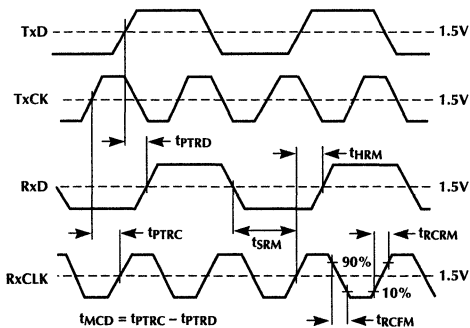 TxD 1.5V
TxCK 1.5V
tPTRD tHRM
RxD 1.5V
tPTRC tSRM tRCRM
90%
RxCLK 1.5V
10%
tMCD = tPTRC – tPTRD tRCFM